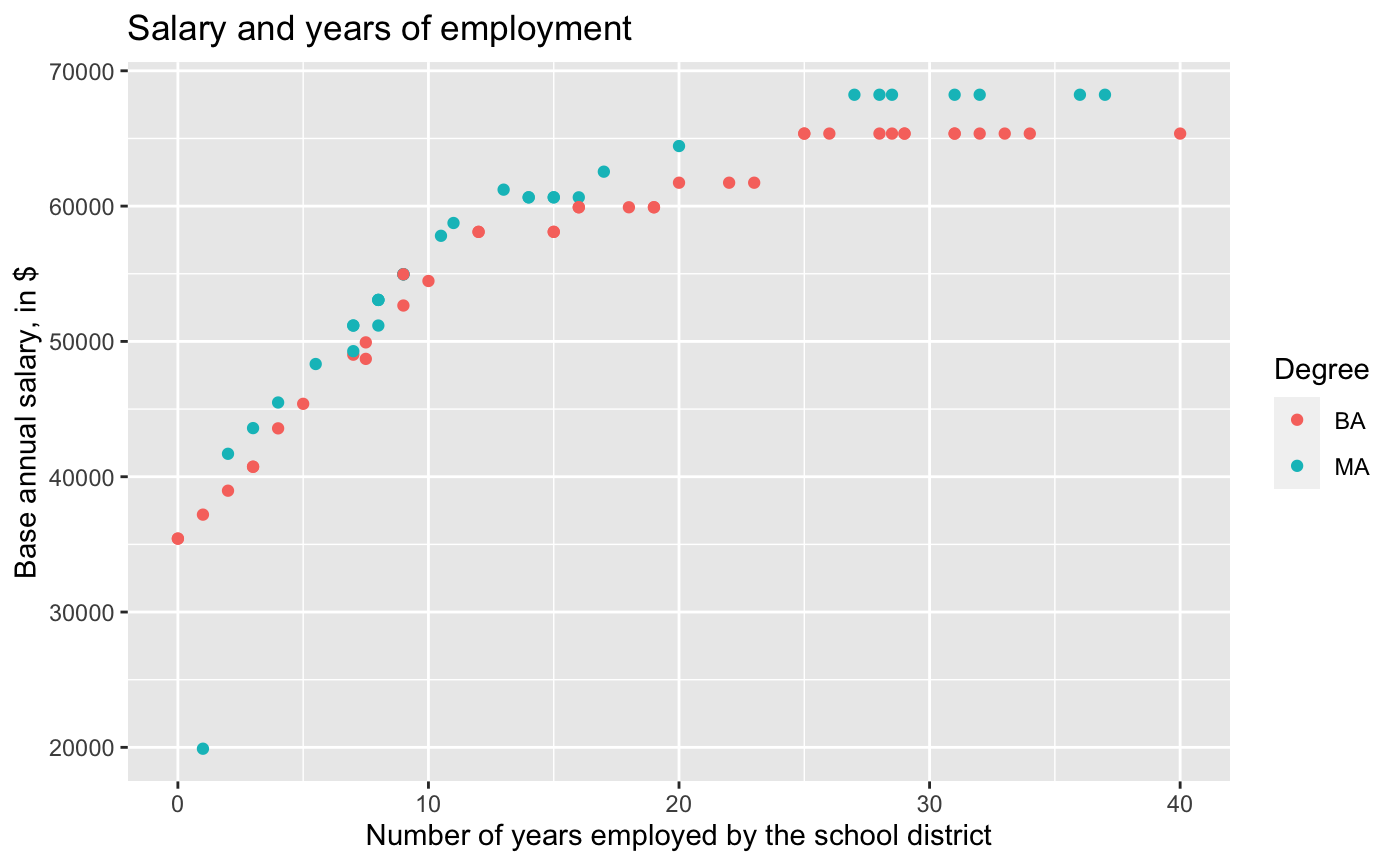 Salary and years of employment
Base annual salary, in $
70000
60000
50000
40000
30000
20000
0 10 20 30 40
Number of years employed by the school district
Degree
BA
MA